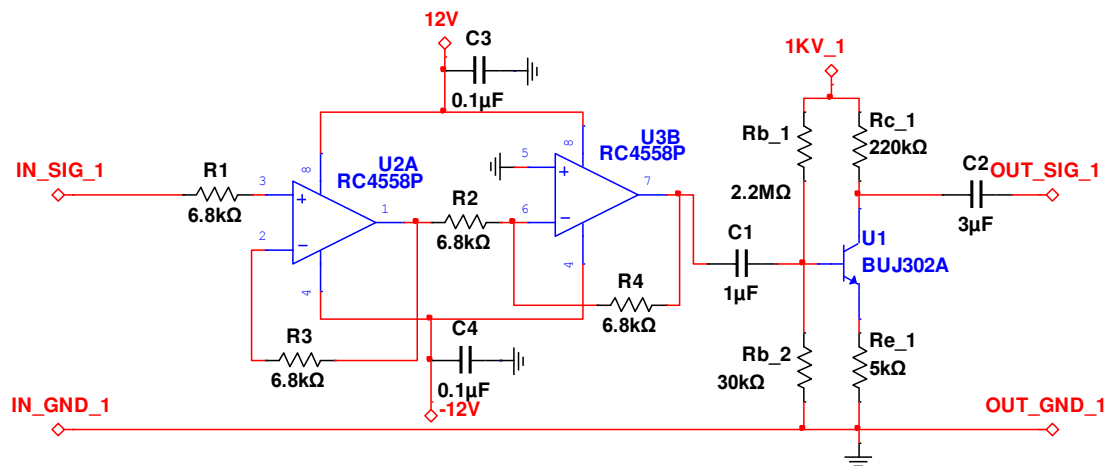 12V
C3
0.1µF
1KV_1
IN_SIG_1
R1
6.8kΩ
3
2
8
4
1
U2A
RC4558P
R2
6.8kΩ
R3
6.8kΩ
5
6
8
4
7
U3B
RC4558P
R4
6.8kΩ
C4
0.1µF
-12V
C1
1µF
Rb_1
2.2MΩ
Rc_1
220kΩ
C2
3µF
OUT_SIG_1
U1
BUJ302A
Rb_2
30kΩ
Re_1
5kΩ
IN_GND_1
OUT_GND_1